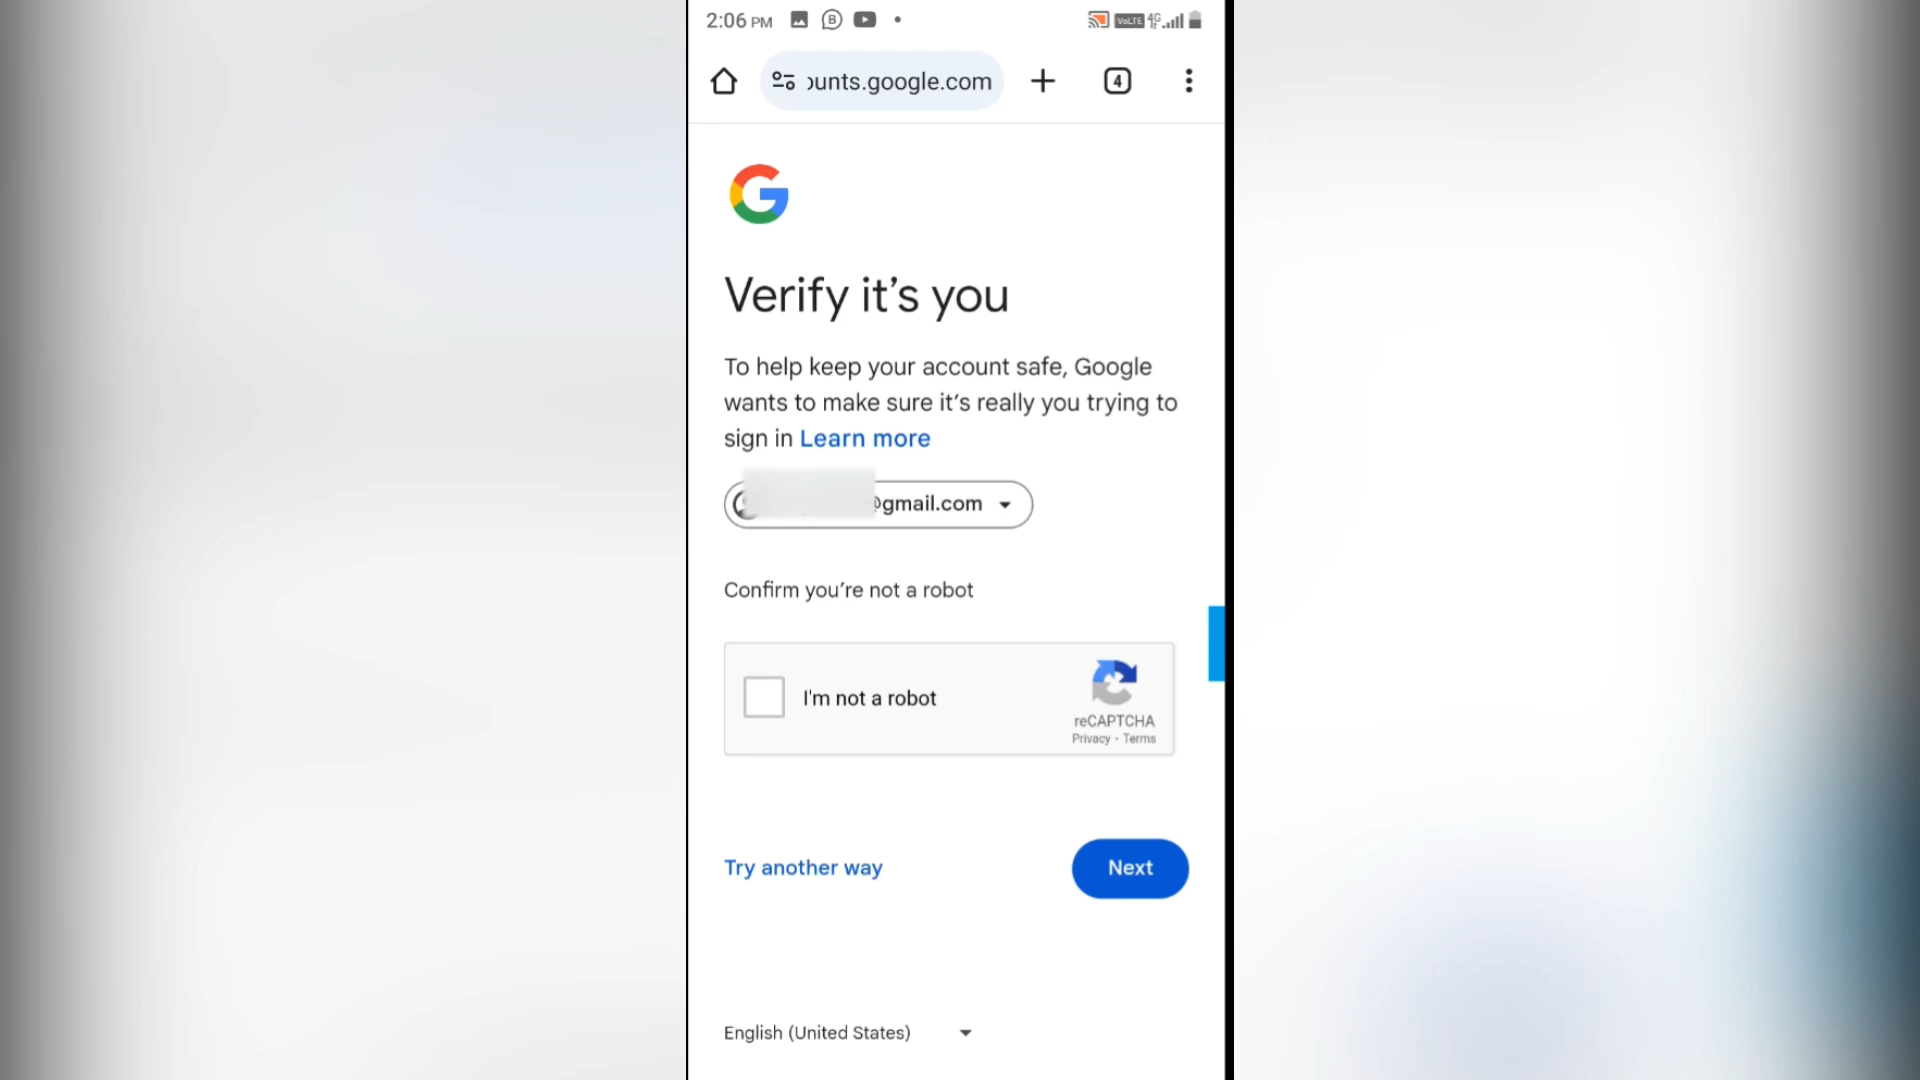 2:06 PM
VoLTE 4G
ounts.google.com
4
Verify it's you
To help keep your account safe, Google
wants to make sure it's really you trying to
sign in Learn more
@gmail.com
Confirm you're not a robot
I'm not a robot
reCAPTCHA
Privacy - Terms
Try another way
Next
English (United States)